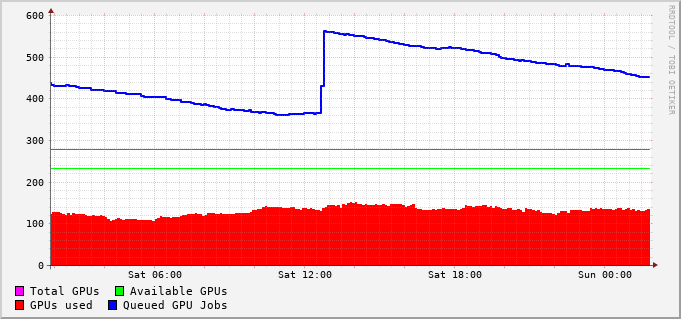 600
500
400
300
200
100
0
Sat 06:00 Sat 12:00 Sat 18:00 Sun 00:00
Total GPUs Available GPUs
GPUs used Queued GPU Jobs
RRDTOOL / TOBI OETIKER